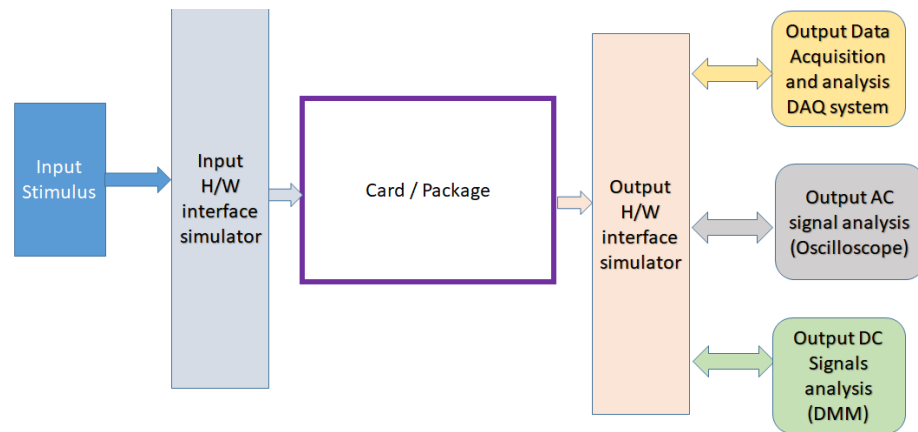 Input
Stimulus
Input
H/W
interface
simulator
Card / Package
Output
H/W
interface
simulator
Output Data
Acquisition
and analysis
DAQ system
Output AC
signal analysis
(Oscilloscope)
Output DC
Signals
analysis
(DMM)